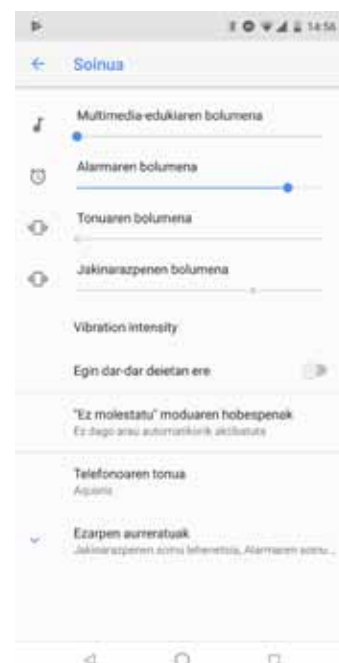 14:56
Soinua
Multimedia-edukiaren bolumena
Alarmaren bolumena
Tonuaren bolumena
Jakinarazpenen bolumena
Vibration intensity
Egin dar-dar deietan ere
"Ez molestatu" moduaren hobespenak
Ez dago arau automatikorik aktibatuta
Telefonoaren tonua
Aquaris
Ezarpen aurreratuak
Jakinarazpenen soinu lehenetsia, Alarmaren soinu...